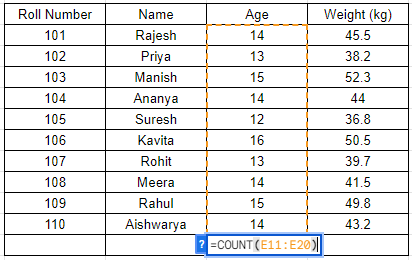 Roll Number Name Age Weight (kg)
101 Rajesh 14 45.5
102 Priya 13 38.2
103 Manish 15 52.3
104 Ananya 14 44
105 Suresh 12 36.8
106 Kavita 16 50.5
107 Rohit 13 39.7
108 Meera 14 41.5
109 Rahul 15 49.8
110 Aishwarya 14 43.2
? =COUNT(E11:E20)